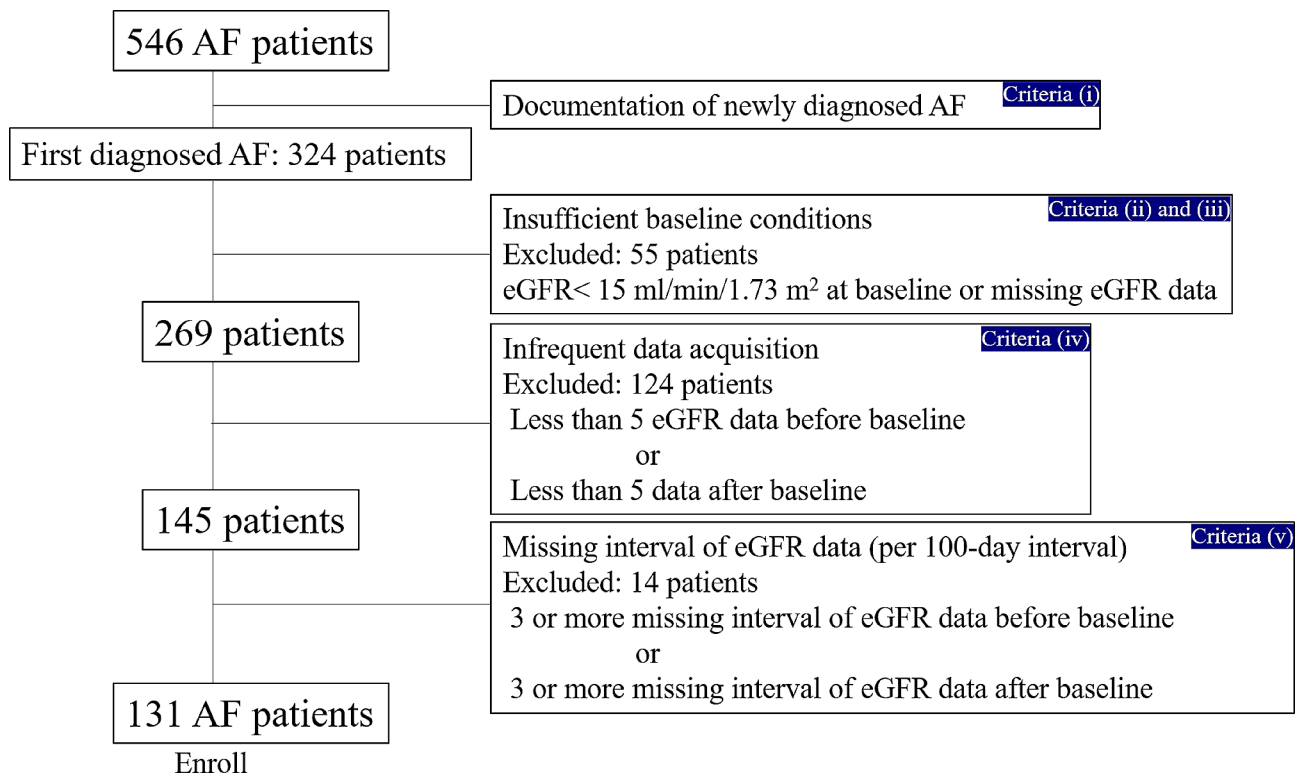 546 AF patients
Criteria (i)
Documentation of newly diagnosed AF
First diagnosed AF: 324 patients
Criteria (ii) and (iii)
Insufficient baseline conditions
Excluded: 55 patients
eGFR< 15 ml/min/1.73 m² at baseline or missing eGFR data
269 patients
Criteria (iv)
Infrequent data acquisition
Excluded: 124 patients
Less than 5 eGFR data before baseline
or
Less than 5 data after baseline
145 patients
Criteria (v)
Missing interval of eGFR data (per 100-day interval)
Excluded: 14 patients
3 or more missing interval of eGFR data before baseline
or
3 or more missing interval of eGFR data after baseline
131 AF patients
Enroll